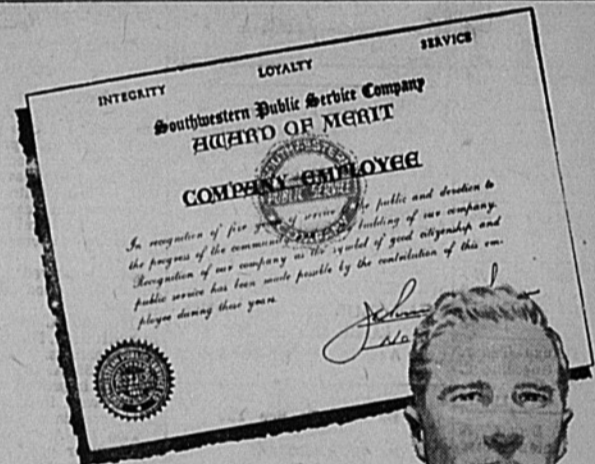 INTEGRITY LOYALTY SERVICE
Southwestern Public Service Company
AWARD OF MERIT
COMPANY EMPLOYEE
PUBLIC SERVICE
In recognition of five of service public and devotion to
the progress of the building of our company.
Recognition of our company as the symbol of good citizenship and
public service has been made possible by the contribution of this em-
ployee during these years.